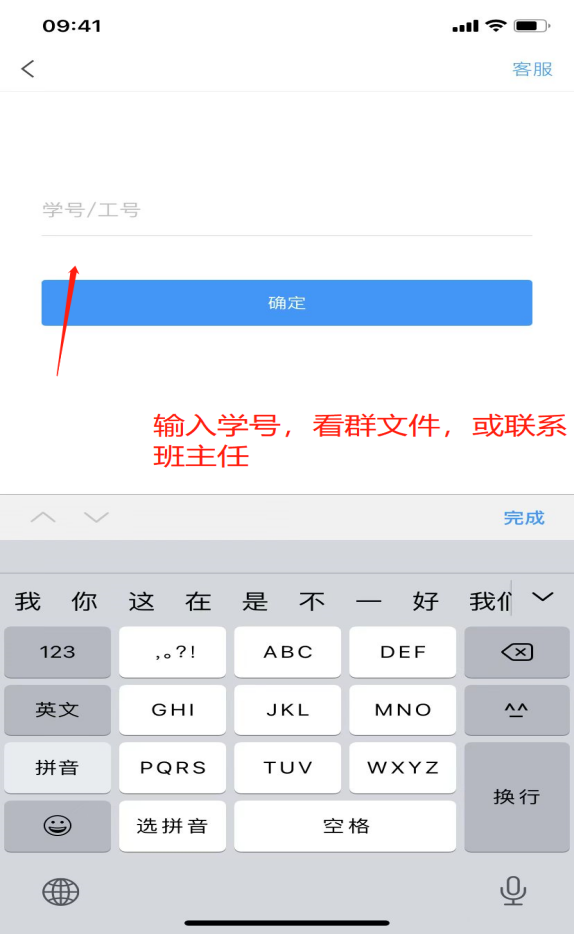 09:41
客服
学号/工号
确定
输入学号，看群文件，或联系
班主任
完成
我 你 这 在 是 不 一 好 我们
123 ,。?! ABC DEF
英文 GHI JKL MNO ^^
拼音 PQRS TUV WXYZ
换行
选拼音 空格